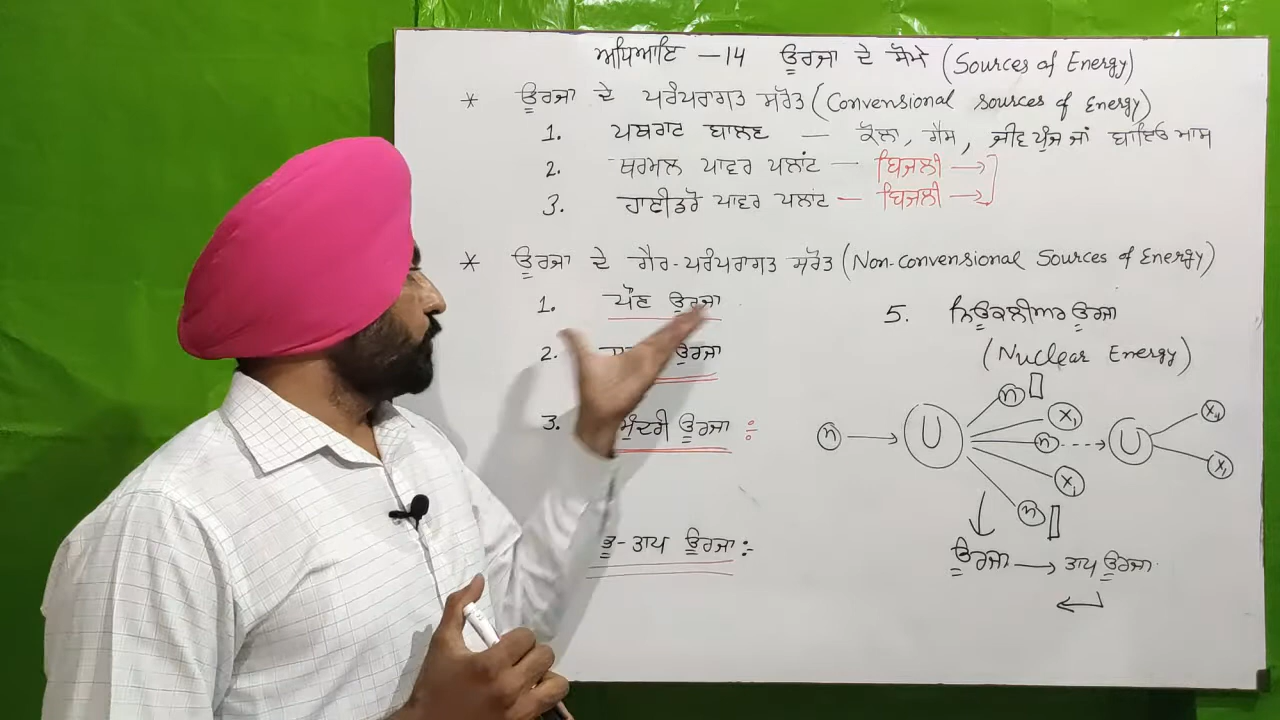 ਅਧਿਆਇ - 14 ਊਰਜਾ ਦੇ ਸੋਮੇ (Sources of Energy)
* ਊਰਜਾ ਦੇ ਪਰੰਪਰਾਗਤ ਸਰੋਤ (Convensional sources of Energy)
1. ਪਥਰਾਟ ਬਾਲਣ - ਕੋਲਾ, ਗੈਸ, ਜੀਵ ਪੁੰਜ ਜਾਂ ਬਾਇਓ ਮਾਸ
2. ਥਰਮਲ ਪਾਵਰ ਪਲਾਂਟ - ਬਿਜਲੀ →
3. ਹਾਈਡਰੋ ਪਾਵਰ ਪਲਾਂਟ - ਬਿਜਲੀ →
* ਊਰਜਾ ਦੇ ਗੈਰ-ਪਰੰਪਰਾਗਤ ਸਰੋਤ (Non-Convensional Sources of Energy)
1. ਪੌਣ ਊਰਜਾ
2. ਊਰਜਾ
3. ਊਰਜਾ :
ਭੂ-ਤਾਪ ਊਰਜਾ :-
5. ਨਿਊਕਲੀਅਰ ਊਰਜਾ
(Nuclear Energy)
n → U n X₁ n X₁ n → U X₄ X₁
ਊਰਜਾ → ਤਾਪ ਊਰਜਾ